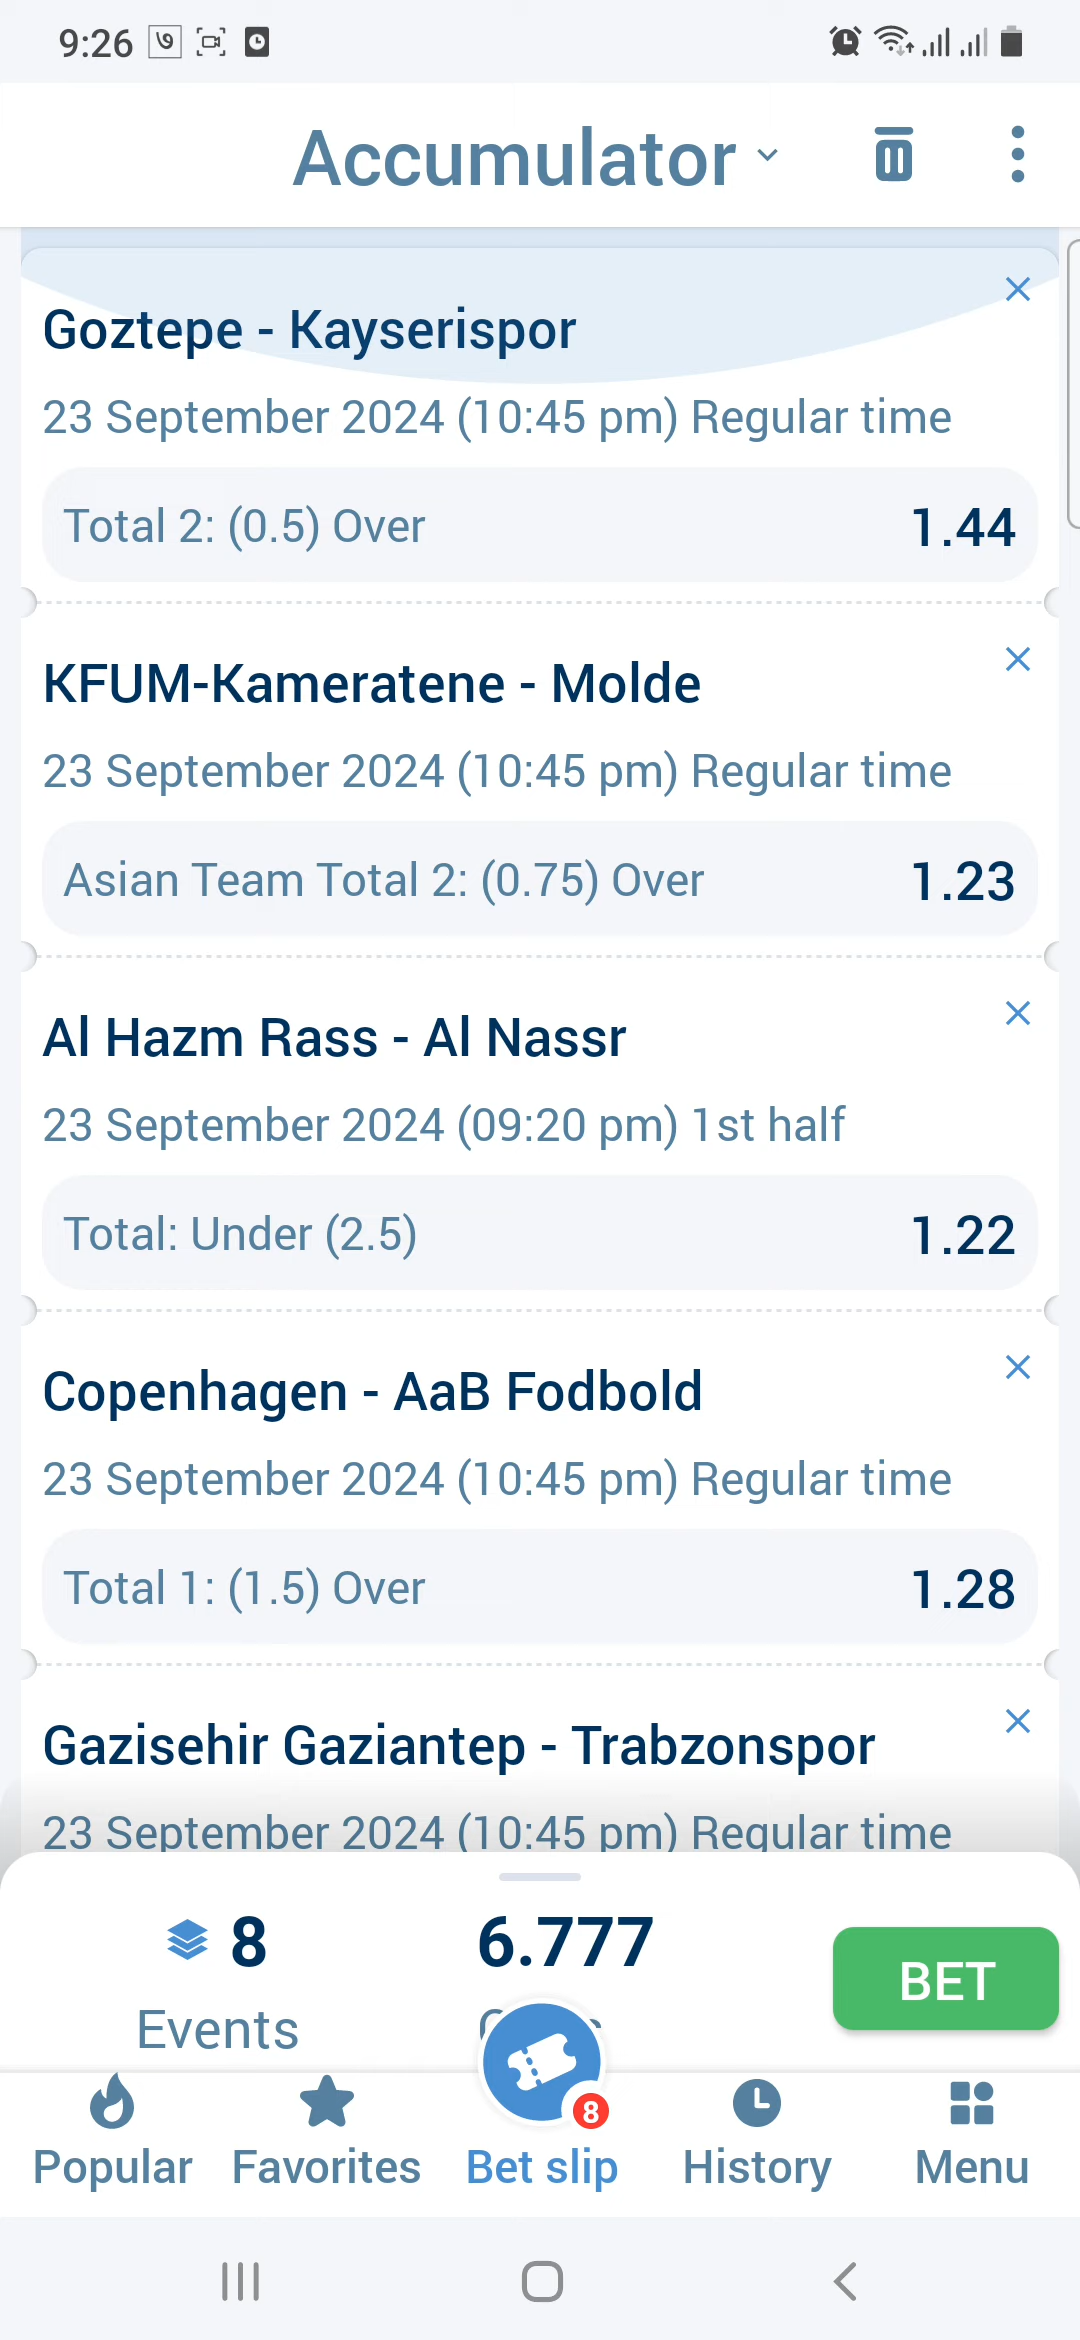 9:26
Accumulator
Goztepe - Kayserispor
23 September 2024 (10:45 pm) Regular time
Total 2: (0.5) Over 1.44
KFUM-Kameratene - Molde
23 September 2024 (10:45 pm) Regular time
Asian Team Total 2: (0.75) Over 1.23
Al Hazm Rass - Al Nassr
23 September 2024 (09:20 pm) 1st half
Total: Under (2.5) 1.22
Copenhagen - AaB Fodbold
23 September 2024 (10:45 pm) Regular time
Total 1: (1.5) Over 1.28
Gazisehir Gaziantep - Trabzonspor
23 September 2024 (10:45 pm) Regular time
8 6.777
BET
Events
8
Popular Favorites Bet slip History Menu